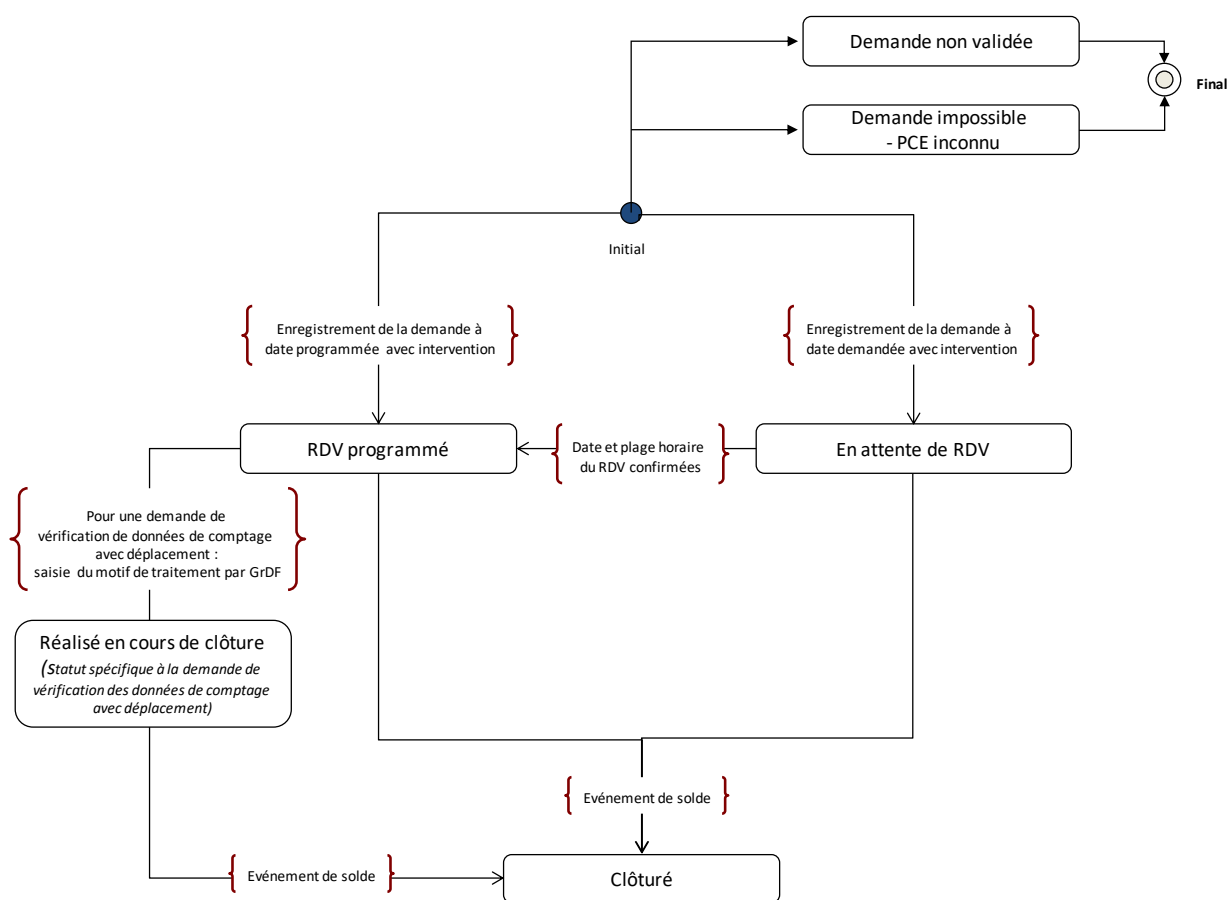 Demande non validée
Final
Demande impossible
- PCE inconnu
Initial
Enregistrement de la demande à
date programmée avec intervention
Enregistrement de la demande à
date demandée avec intervention
RDV programmé
Date et plage horaire
du RDV confirmées
En attente de RDV
Pour une demande de
vérification de données de comptage
avec déplacement :
saisie du motif de traitement par GrDF
Réalisé en cours de clôture
(Statut spécifique à la demande de
vérification des données de comptage
avec déplacement)
Evénement de solde
Evénement de solde
Clôturé